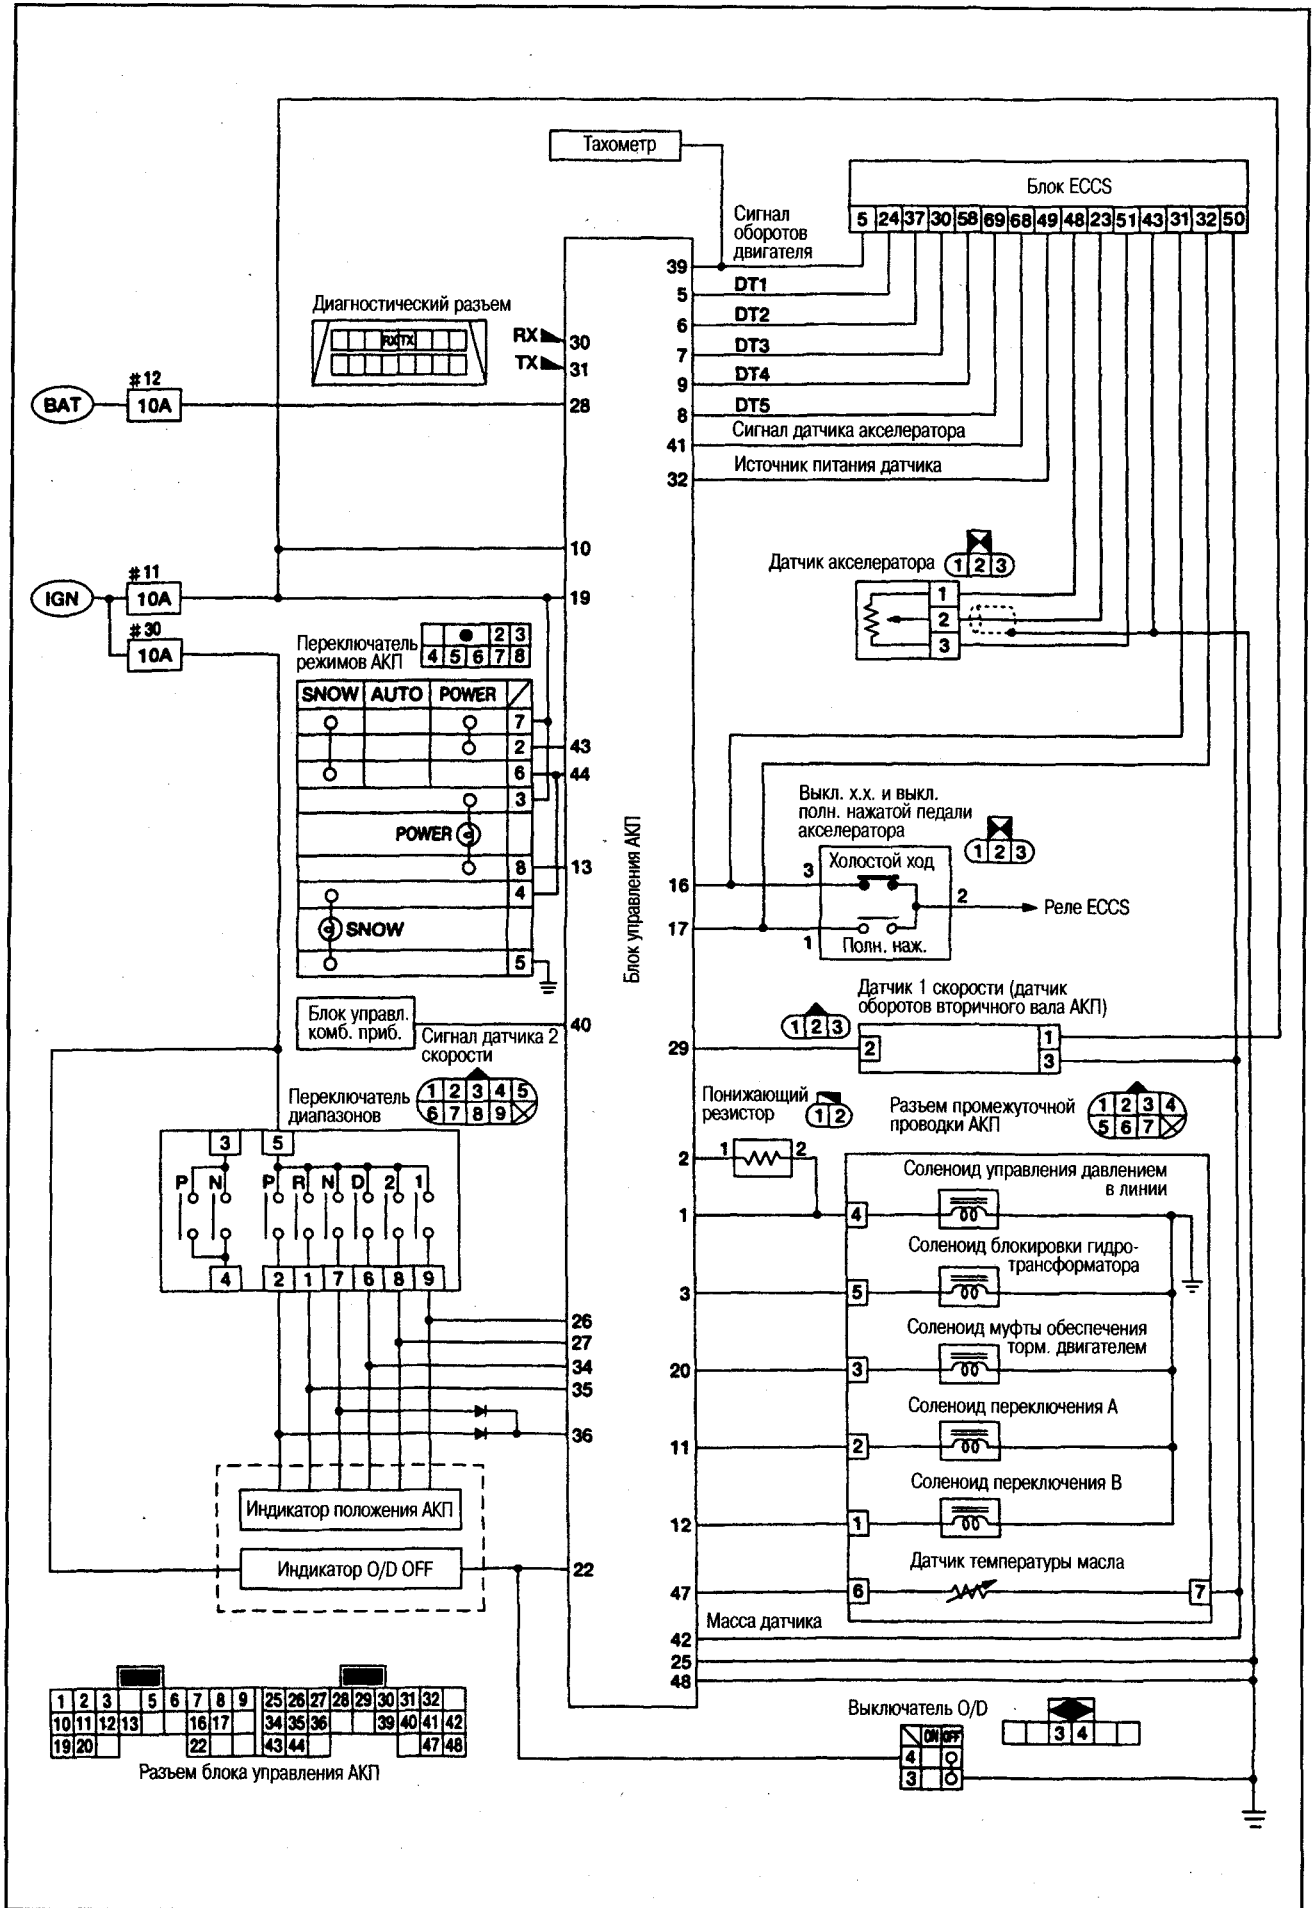 Тахометр
Блок ECCS
5 24 37 30 58 69 68 49 48 23 51 43 31 32 50
Сигнал
оборотов
двигателя
39
5 DT1
6 DT2
7 DT3
9 DT4
8 DT5
41 Сигнал датчика акселератора
32 Источник питания датчика
Диагностический разъем
RX TX
RX 30
TX 31
BAT
#12
10A
28
10
IGN
#11
10A
19
#30
10A
Переключатель
режимов АКП
2 3
4 5 6 7 8
SNOW AUTO POWER
7
2 43
6 44
3
POWER
8 13
4
SNOW
5
Блок управления АКП
Датчик акселератора
1 2 3
1
2
3
Выкл. х.х. и выкл.
полн. нажатой педали
акселератора
1 2 3
Холостой ход
16 3
2 Реле ECCS
17 1
Полн. наж.
Блок управл.
комб. приб.
40
Сигнал датчика 2
скорости
Датчик 1 скорости (датчик
оборотов вторичного вала АКП)
1 2 3
29 2 1
3
Переключатель
диапазонов
1 2 3 4 5
6 7 8 9
3 5
P N P R N D 2 1
4 2 1 7 6 8 9
26
27
34
35
36
Понижающий
резистор
1 2
2 1 2
Разъем промежуточной
проводки АКП
1 2 3 4
5 6 7
Соленоид управления давлением
в линии
1 4
Соленоид блокировки гидро-
трансформатора
3 5
Соленоид муфты обеспечения
торм. двигателем
20 3
Соленоид переключения А
11 2
Соленоид переключения В
12 1
Датчик температуры масла
47 6 7
Масса датчика
42
25
48
Индикатор положения АКП
Индикатор O/D OFF
22
1 2 3 5 6 7 8 9 25 26 27 28 29 30 31 32
10 11 12 13 16 17 34 35 36 39 40 41 42
19 20 22 43 44 47 48
Разъем блока управления АКП
Выключатель O/D
ON OFF
4
3
3 4